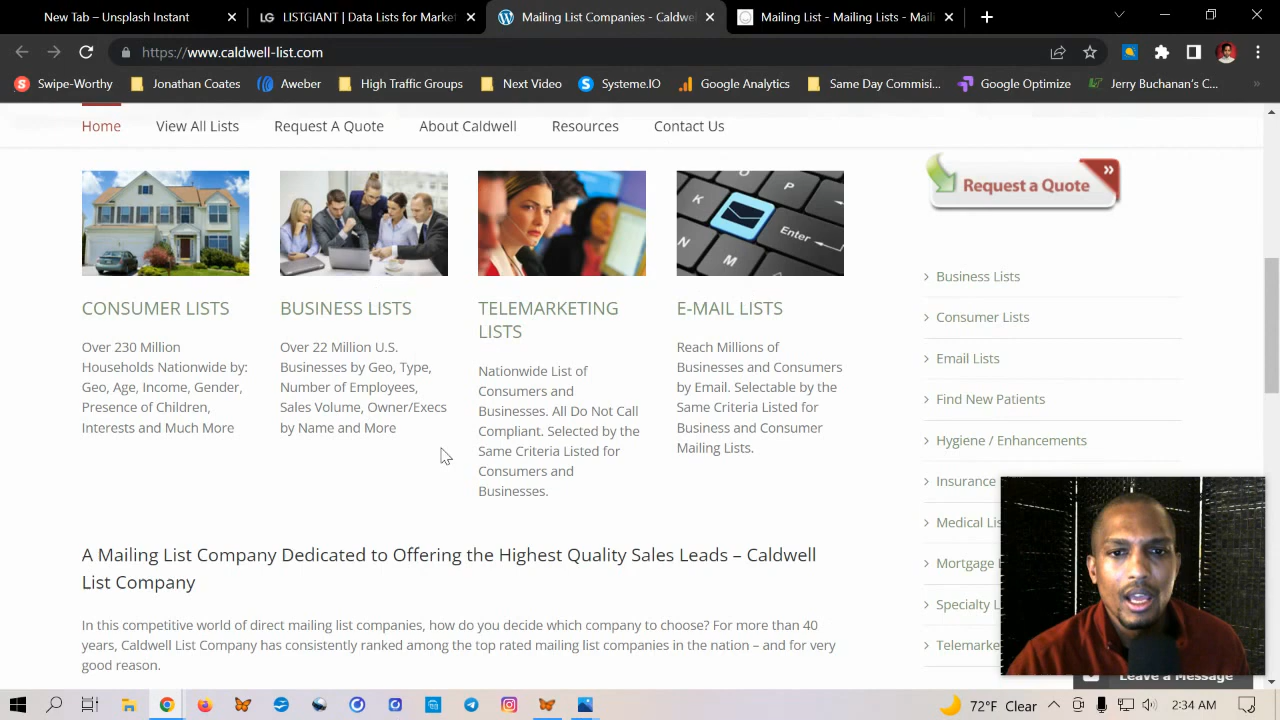 New Tab - Unsplash Instant
LISTGIANT | Data Lists for Market
Mailing List Companies - Caldwel
Mailing List - Mailing Lists - Mail
https://www.caldwell-list.com
Swipe-Worthy
Jonathan Coates
Aweber
High Traffic Groups
Next Video
Systeme.IO
Google Analytics
Same Day Commisi...
Google Optimize
Jerry Buchanan's C...
Home
View All Lists
Request A Quote
About Caldwell
Resources
Contact Us
CONSUMER LISTS
Over 230 Million
Households Nationwide by:
Geo, Age, Income, Gender,
Presence of Children,
Interests and Much More
BUSINESS LISTS
Over 22 Million U.S.
Businesses by Geo, Type,
Number of Employees,
Sales Volume, Owner/Execs
by Name and More
TELEMARKETING
LISTS
Nationwide List of
Consumers and
Businesses. All Do Not Call
Compliant. Selected by the
Same Criteria Listed for
Consumers and
Businesses.
P
K
N
M
Enter
E-MAIL LISTS
Reach Millions of
Businesses and Consumers
by Email. Selectable by the
Same Criteria Listed for
Business and Consumer
Mailing Lists.
A Mailing List Company Dedicated to Offering the Highest Quality Sales Leads – Caldwell
List Company
In this competitive world of direct mailing list companies, how do you decide which company to choose? For more than 40
years, Caldwell List Company has consistently ranked among the top rated mailing list companies in the nation – and for very
good reason.
Request a Quote
Business Lists
Consumer Lists
Email Lists
Find New Patients
Hygiene / Enhancements
Insurance
Medical Lis
Mortgage
Specialty L
Telemarke
Leave a Message
72°F Clear
2:34 AM